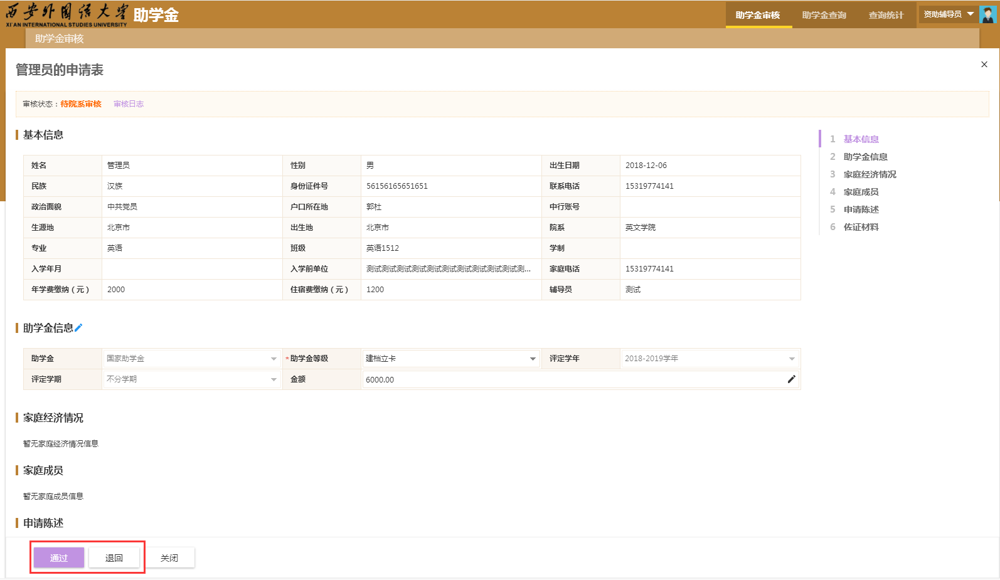 西安外国语大学 助学金 助学金审核 助学金查询 查询统计 资助辅导员
XI'AN INTERNATIONAL STUDIES UNIVERSITY
助学金审核
管理员的申请表
审核状态：待院系审核 审核日志
基本信息
姓名 管理员 性别 男 出生日期 2018-12-06
民族 汉族 身份证件号 56156165651651 联系电话 15319774141
政治面貌 中共党员 户口所在地 郭杜 中行账号
生源地 北京市 出生地 北京市 院系 英文学院
专业 英语 班级 英语1512 学制
入学年月 入学前单位 测试测试测试测试测试测试测试测试测试测试测... 家庭电话 15319774141
年学费缴纳（元） 2000 住宿费缴纳（元） 1200 辅导员 测试
1 基本信息
2 助学金信息
3 家庭经济情况
4 家庭成员
5 申请陈述
6 佐证材料
助学金信息
助学金 国家助学金 *助学金等级 建档立卡 评定学年 2018-2019学年
评定学期 不分学期 金额 6000.00
家庭经济情况
暂无家庭经济情况信息
家庭成员
暂无家庭成员信息
申请陈述
通过 退回 关闭